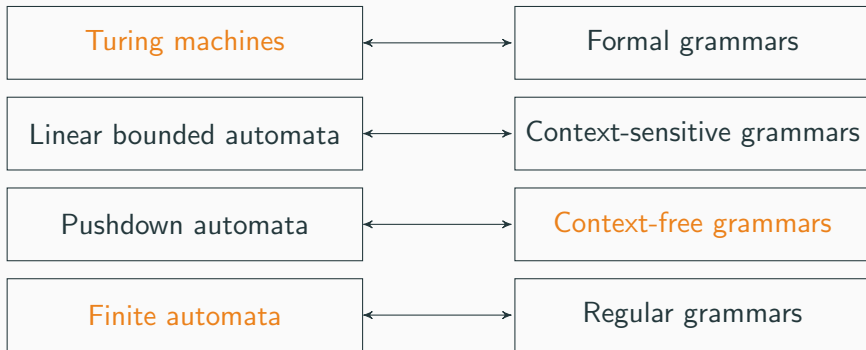 Turing machines
Formal grammars
Linear bounded automata
Context-sensitive grammars
Pushdown automata
Context-free grammars
Finite automata
Regular grammars